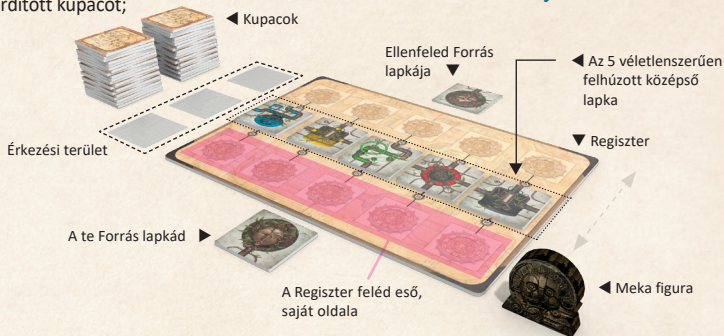 rdított kupacot;
Kupacok
Ellenfeled Forrás
lapkája
Az 5 véletlenszerűen
felhúzott középső
lapka
Regiszter
Érkezési terület
A te Forrás lapkád
A Regiszter feléd eső,
saját oldala
Meka figura